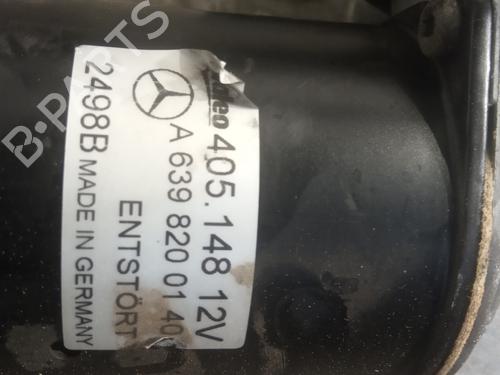 Valeo 405.148 12V
A 639 820 01 40
ENTSTÖRT
2498B MADE IN GERMANY
B-PARTS